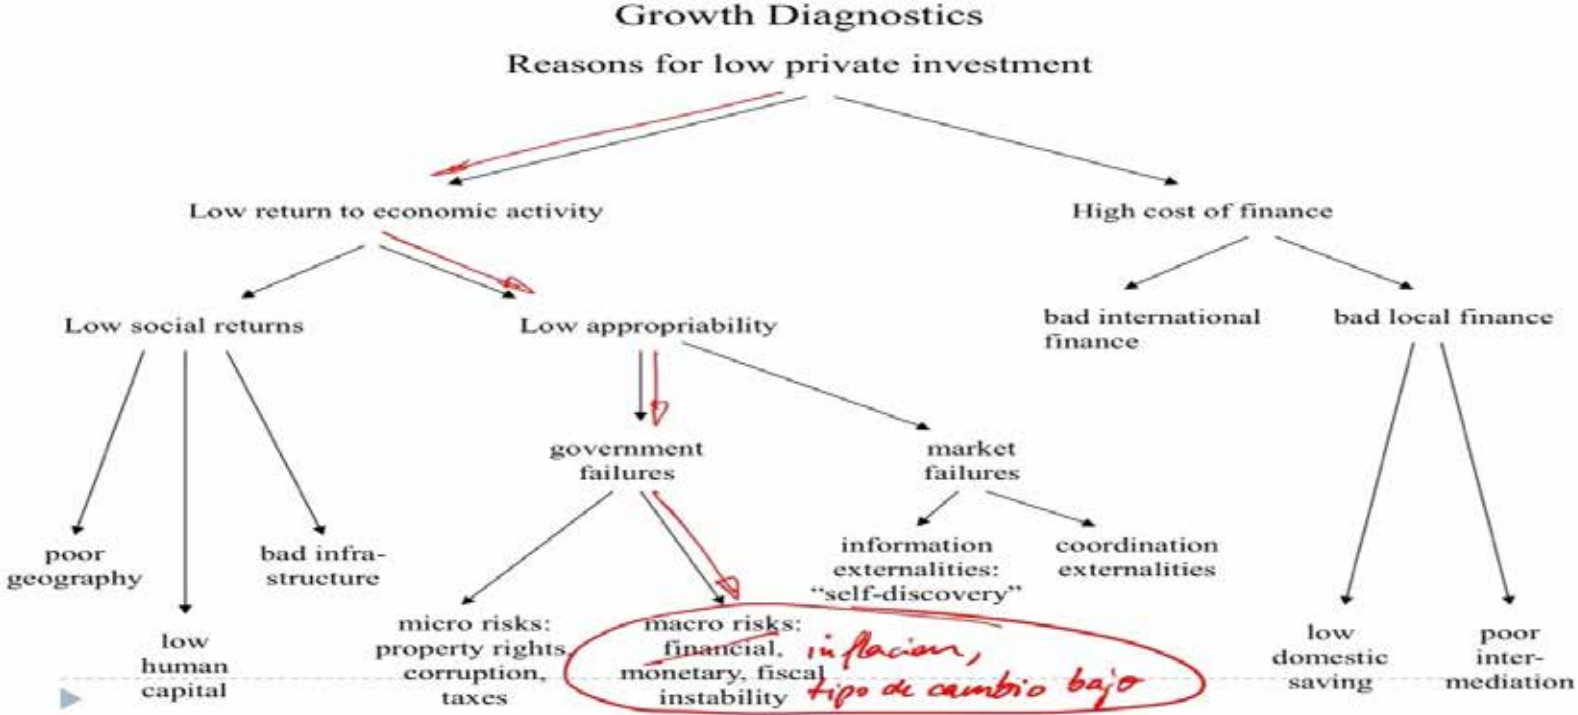 Growth Diagnostics
Reasons for low private investment
Low return to economic activity
High cost of finance
Low social returns
Low appropriability
bad international
finance
bad local finance
government
failures
market
failures
poor
geography
low
human
capital
bad infra-
structure
micro risks:
property rights,
corruption,
taxes
macro risks:
financial,
monetary, fiscal
instability
inflacion,
tipo de cambio bajo
information
externalities:
“self-discovery”
coordination
externalities
low
domestic
saving
poor
inter-
mediation